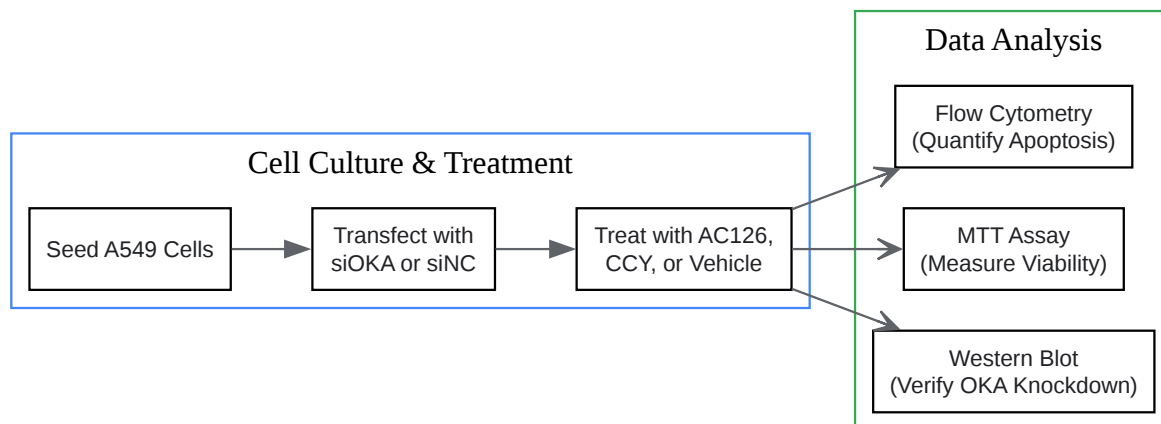 Cell Culture & Treatment
Seed A549 Cells
Transfect with
siOKA or siNC
Treat with AC126,
CCY, or Vehicle
Data Analysis
Flow Cytometry
(Quantify Apoptosis)
MTT Assay
(Measure Viability)
Western Blot
(Verify OKA Knockdown)